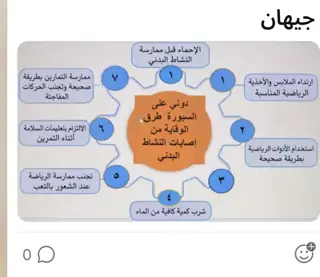 جيهان
الإحماء قبل ممارسة
النشاط البدني
١
ارتداء الملابس والأحذية
الرياضية المناسبة
١
استخدام الأدوات الرياضية
بطريقة صحيحة
٢
٣
شرب كمية كافية من الماء
٤
تجنب ممارسة الرياضة
عند الشعور بالتعب
٥
الالتزام بتعليمات السلامة
أثناء التمرين
٦
ممارسة التمارين بطريقة
صحيحة وتجنب الحركات
المفاجئة
٧
دوني على
السبورة طرق
الوقاية من
إصابات النشاط
البدني
0